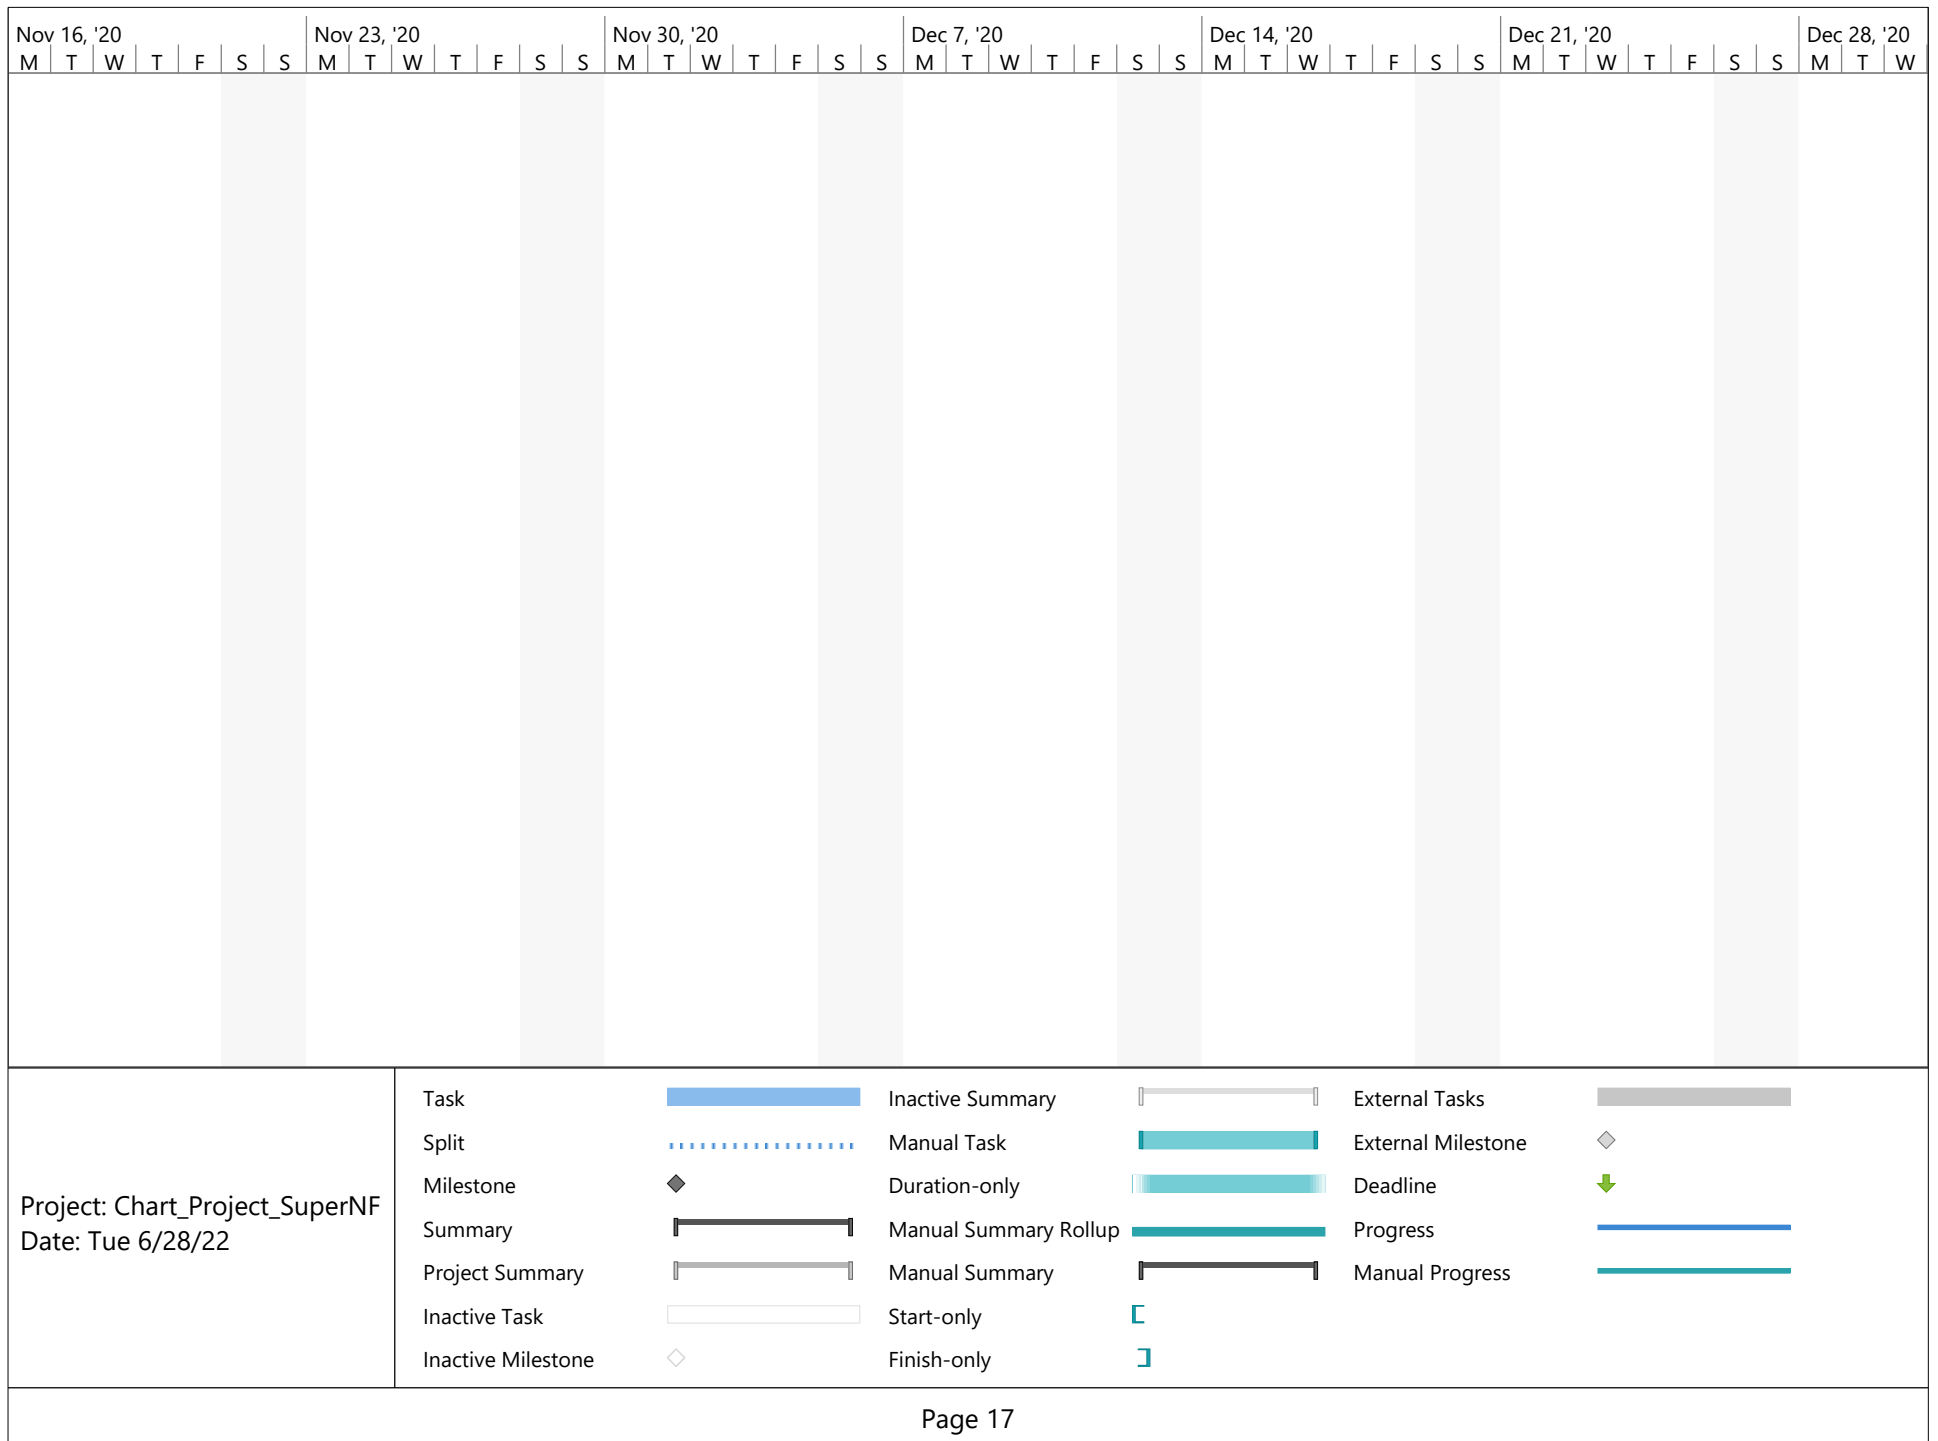 Nov 16, '20 Nov 23, '20 Nov 30, '20 Dec 7, '20 Dec 14, '20 Dec 21, '20 Dec 28, '20
M T W T F S S M T W T F S S M T W T F S S M T W T F S S M T W T F S S M T W T F S S M T W
Project: Chart_Project_SuperNF
Date: Tue 6/28/22
Task
Split
Milestone
Summary
Project Summary
Inactive Task
Inactive Milestone
Inactive Summary
Manual Task
Duration-only
Manual Summary Rollup
Manual Summary
Start-only
Finish-only
External Tasks
External Milestone
Deadline
Progress
Manual Progress
Page 17